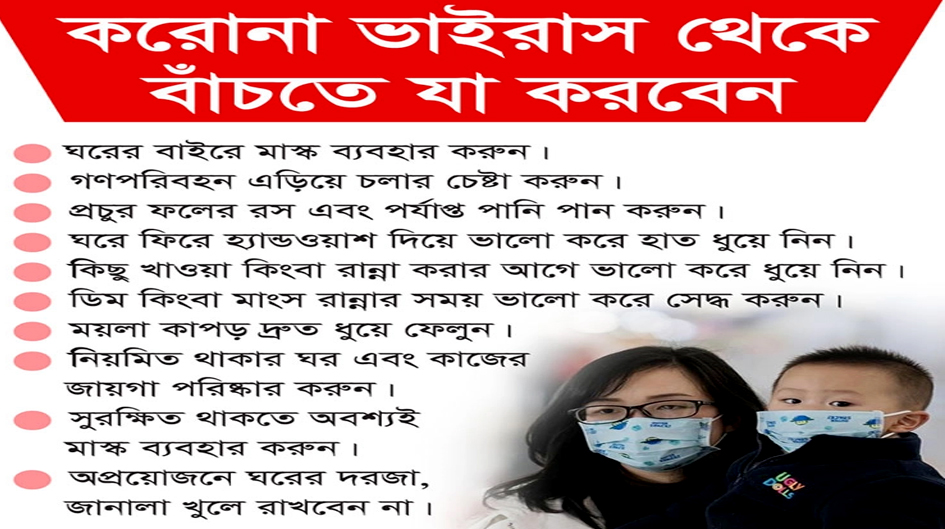 করোনা ভাইরাস থেকে
বাঁচতে যা করবেন
ঘরের বাইরে মাস্ক ব্যবহার করুন।
গণপরিবহন এড়িয়ে চলার চেষ্টা করুন।
প্রচুর ফলের রস এবং পর্যাপ্ত পানি পান করুন।
ঘরে ফিরে হ্যান্ডওয়াশ দিয়ে ভালো করে হাত ধুয়ে নিন।
কিছু খাওয়া কিংবা রান্না করার আগে ভালো করে ধুয়ে নিন।
ডিম কিংবা মাংস রান্নার সময় ভালো করে সেদ্ধ করুন।
ময়লা কাপড় দ্রুত ধুয়ে ফেলুন।
নিয়মিত থাকার ঘর এবং কাজের
জায়গা পরিষ্কার করুন।
সুরক্ষিত থাকতে অবশ্যই
মাস্ক ব্যবহার করুন।
অপ্রয়োজনে ঘরের দরজা,
জানালা খুলে রাখবেন না।
UGLY
DOLLS